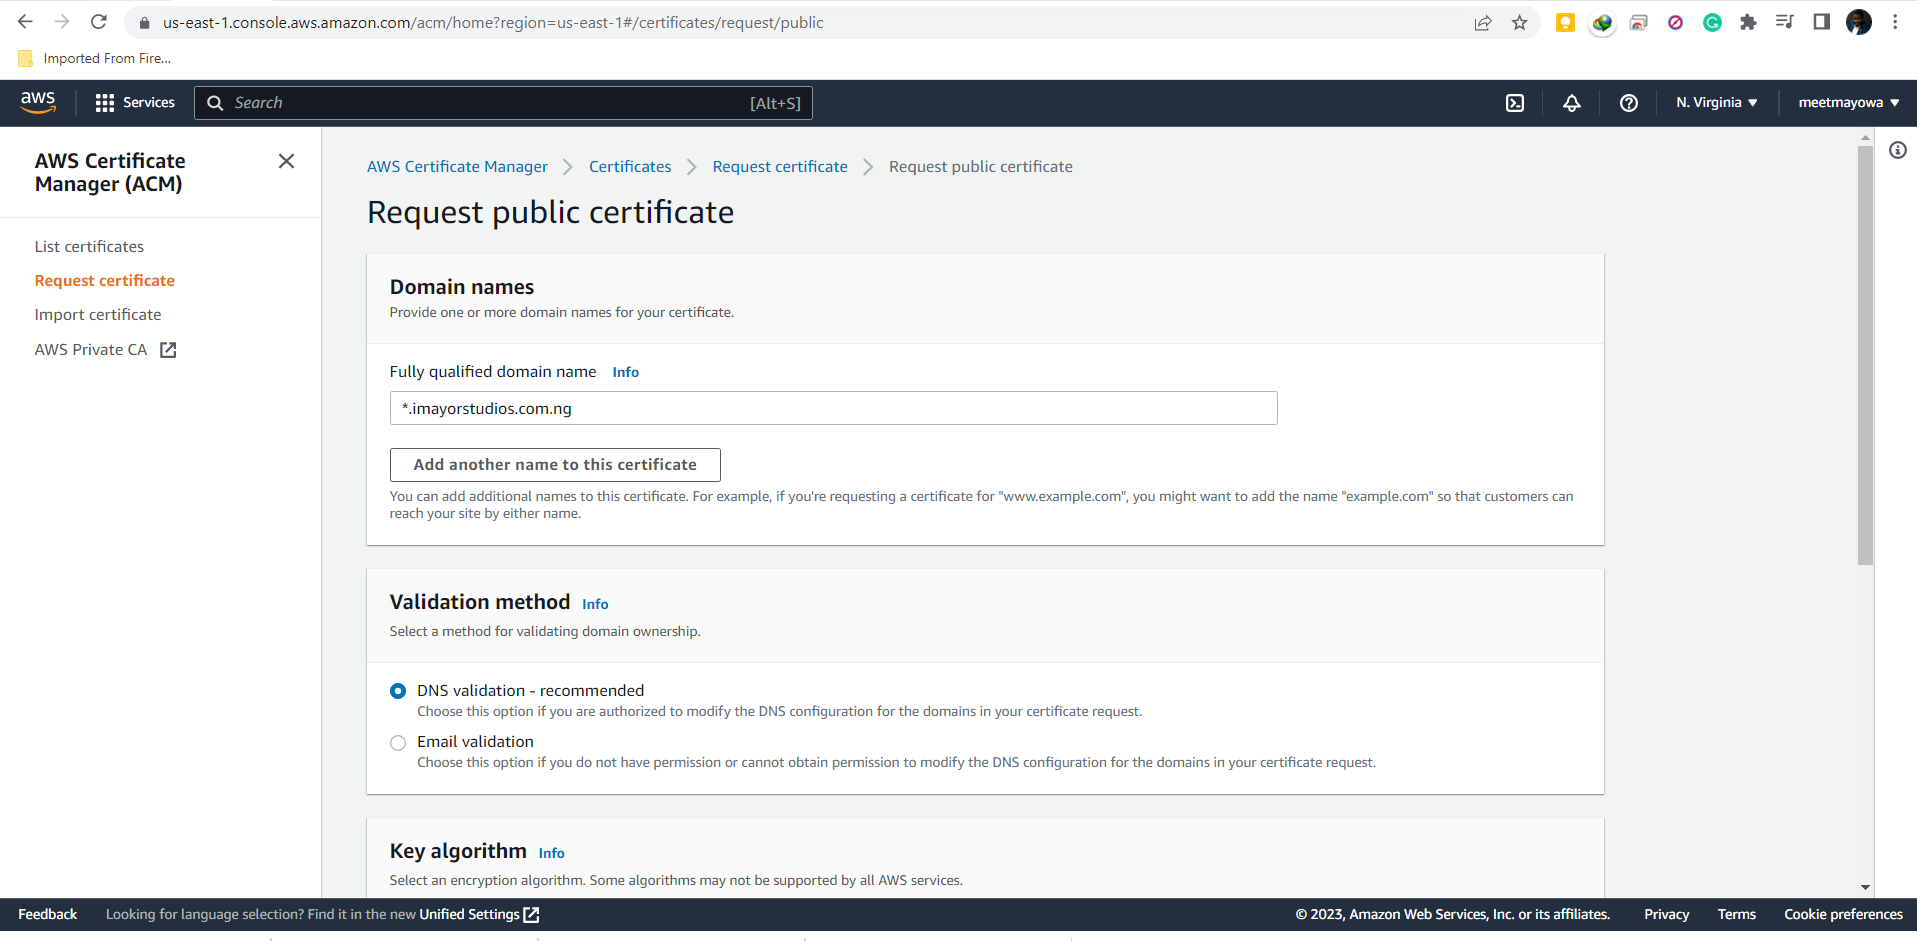 us-east-1.console.aws.amazon.com/acm/home?region=us-east-1#/certificates/request/public
Imported From Fire...
aws
Services
Search
[Alt+S]
N. Virginia
meetmayowa
AWS Certificate
Manager (ACM)
List certificates
Request certificate
Import certificate
AWS Private CA
AWS Certificate Manager
Certificates
Request certificate
Request public certificate
Request public certificate
Domain names
Provide one or more domain names for your certificate.
Fully qualified domain name Info
*.imayorstudios.com.ng
Add another name to this certificate
You can add additional names to this certificate. For example, if you're requesting a certificate for "www.example.com", you might want to add the name "example.com" so that customers can
reach your site by either name.
Validation method Info
Select a method for validating domain ownership.
DNS validation - recommended
Choose this option if you are authorized to modify the DNS configuration for the domains in your certificate request.
Email validation
Choose this option if you do not have permission or cannot obtain permission to modify the DNS configuration for the domains in your certificate request.
Key algorithm Info
Select an encryption algorithm. Some algorithms may not be supported by all AWS services.
Feedback
Looking for language selection? Find it in the new Unified Settings
© 2023, Amazon Web Services, Inc. or its affiliates.
Privacy
Terms
Cookie preferences